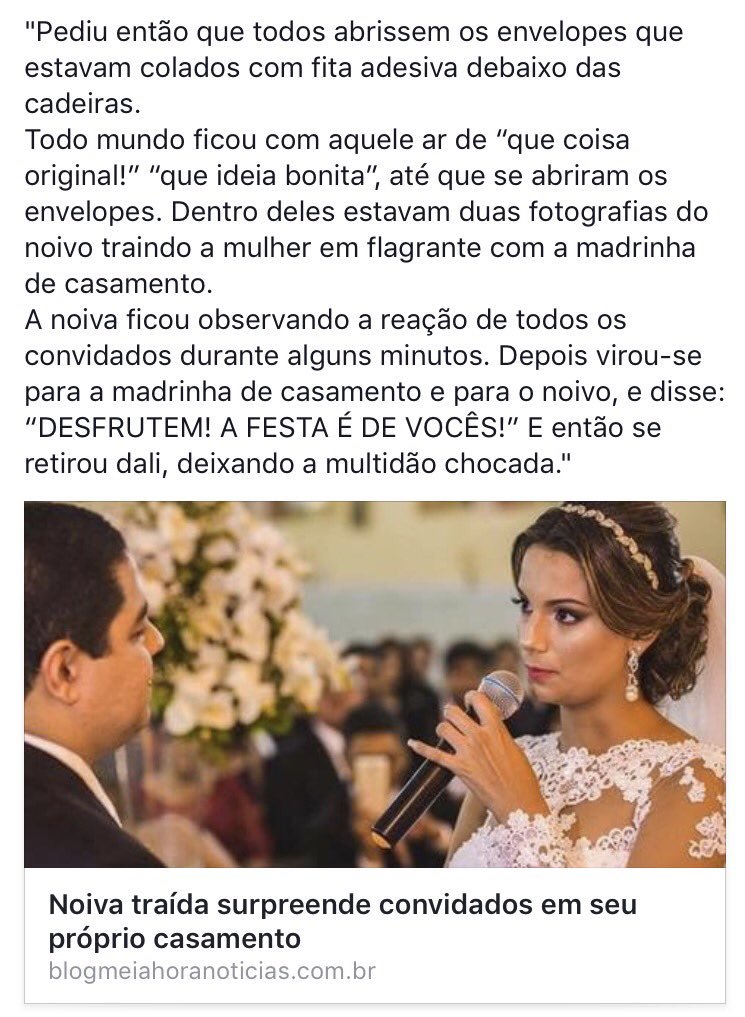 "Pediu então que todos abrissem os envelopes que
estavam colados com fita adesiva debaixo das
cadeiras.
Todo mundo ficou com aquele ar de “que coisa
original!” “que ideia bonita”, até que se abriram os
envelopes. Dentro deles estavam duas fotografias do
noivo traindo a mulher em flagrante com a madrinha
de casamento.
A noiva ficou observando a reação de todos os
convidados durante alguns minutos. Depois virou-se
para a madrinha de casamento e para o noivo, e disse:
“DESFRUTEM! A FESTA É DE VOCÊS!” E então se
retirou dali, deixando a multidão chocada."
Noiva traída surpreende convidados em seu
próprio casamento
blogmeiahoranoticias.com.br